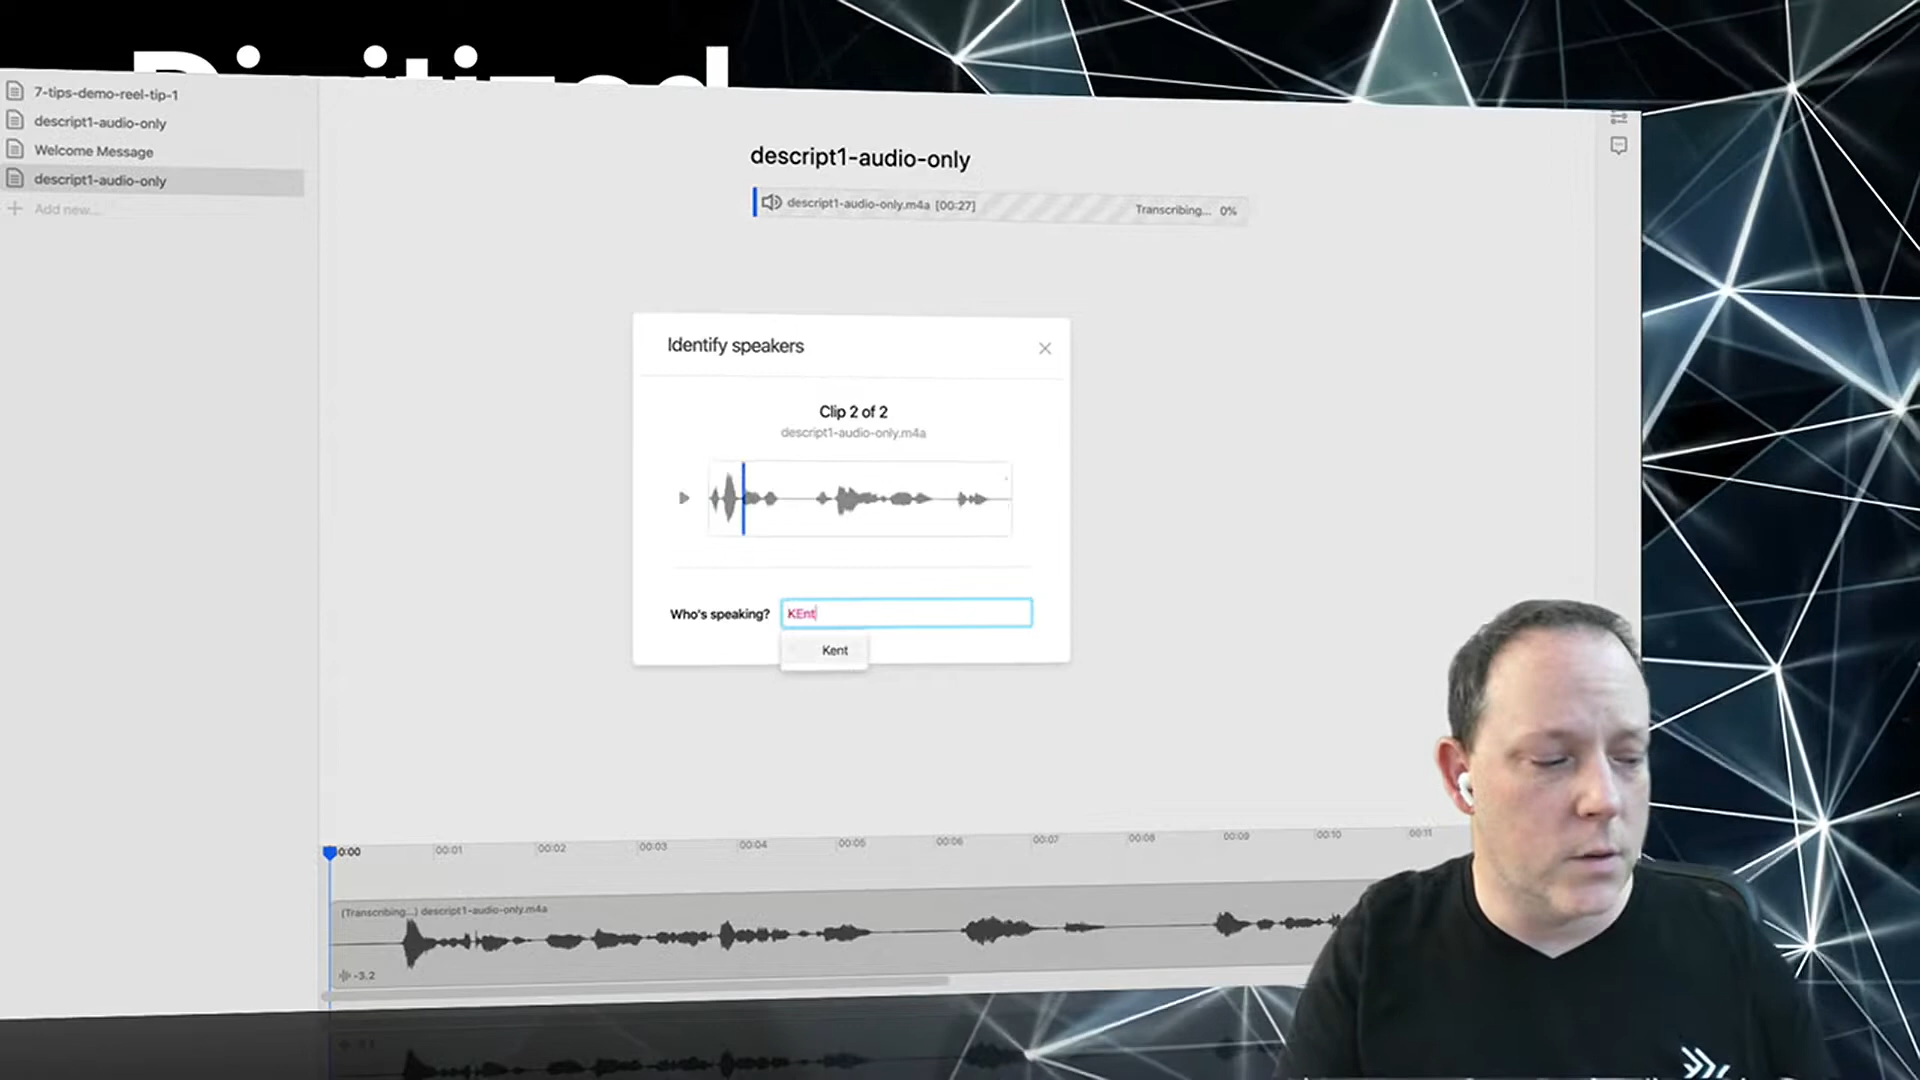 Digitized
7-tips-demo-reel-tip-1
descript1-audio-only
Welcome Message
descript1-audio-only
Add new...
descript1-audio-only
descript1-audio-only.m4a [00:27]
Transcribing... 0%
Identify speakers
Clip 2 of 2
descript1-audio-only.m4a
Who's speaking? KEnt
Kent
0:00 00:01 00:02 00:03 00:04 00:05 00:06 00:07 00:08 00:09 00:10 00:11
(Transcribing...) descript1-audio-only.m4a
-3.2